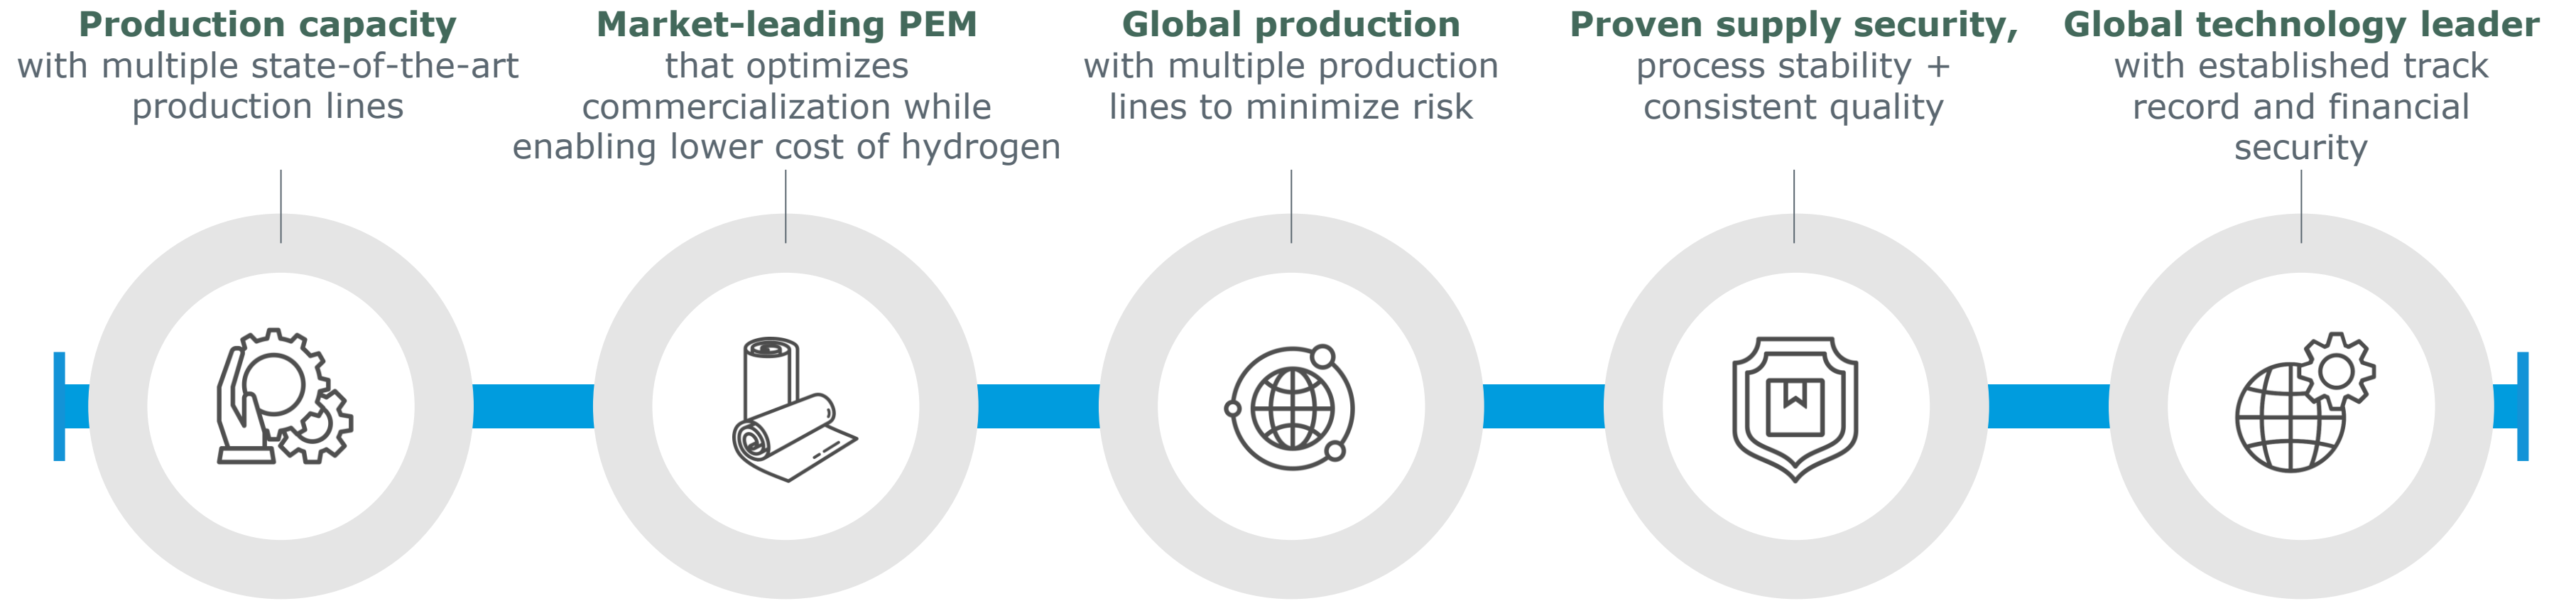 Production capacity
with multiple state-of-the-art
production lines
Market-leading PEM
that optimizes
commercialization while
enabling lower cost of hydrogen
Global production
with multiple production
lines to minimize risk
Proven supply security,
process stability +
consistent quality
Global technology leader
with established track
record and financial
security